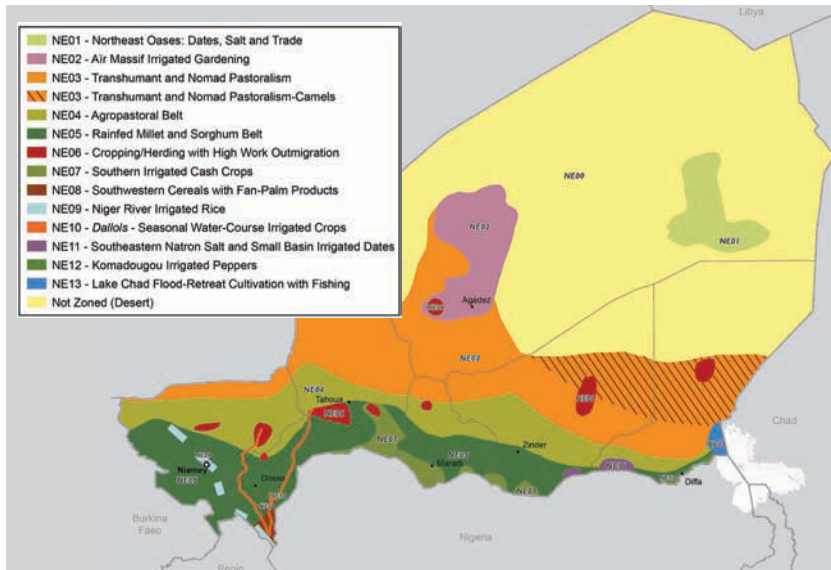 Libya
NE01 - Northeast Oases: Dates, Salt and Trade
NE02 - Aïr Massif Irrigated Gardening
NE03 - Transhumant and Nomad Pastoralism
NE03 - Transhumant and Nomad Pastoralism-Camels
NE04 - Agropastoral Belt
NE05 - Rainfed Millet and Sorghum Belt
NE06 - Cropping/Herding with High Work Outmigration
NE07 - Southern Irrigated Cash Crops
NE08 - Southwestern Cereals with Fan-Palm Products
NE09 - Niger River Irrigated Rice
NE10 - Dallols - Seasonal Water-Course Irrigated Crops
NE11 - Southeastern Natron Salt and Small Basin Irrigated Dates
NE12 - Komadougou Irrigated Peppers
NE13 - Lake Chad Flood-Retreat Cultivation with Fishing
Not Zoned (Desert)
NE00
NE02
NE01
Agadez
NE03
NE04
Tahoua
NE06
Chad
NE07
NE05
Zinder
Niamey
Maradi
NE05
Dosso
Diffa
NE07
Burkina
Faso
Nigeria
Benin